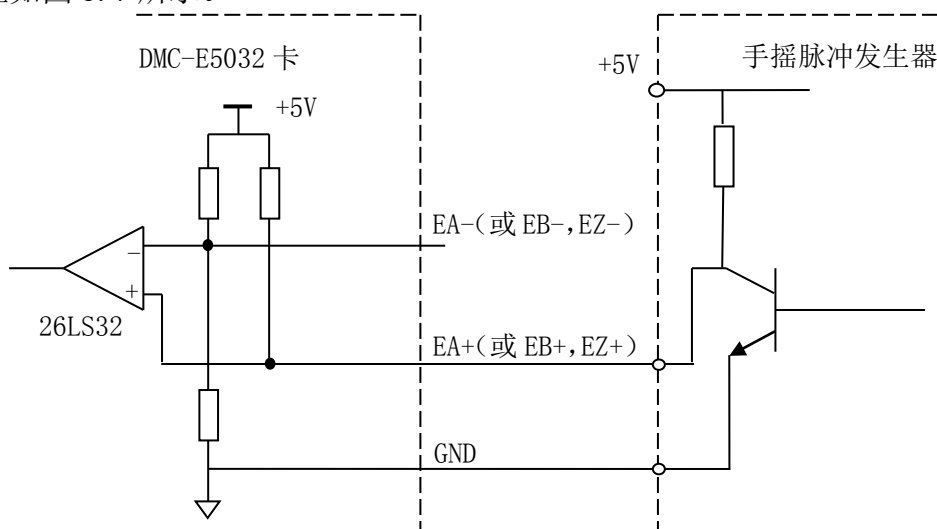 DMC-E5032 卡
+5V
手摇脉冲发生器
+5V
EA-(或 EB-,EZ-)
−
+
26LS32
EA+(或 EB+,EZ+)
GND